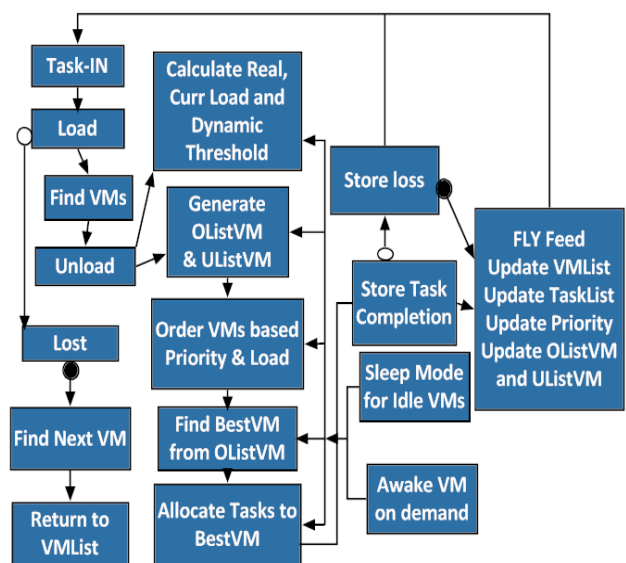 Task-IN
Load
Find VMs
Unload
Lost
Find Next VM
Return to
VMList
Calculate Real,
Curr Load and
Dynamic
Threshold
Generate
OListVM
& UListVM
Order VMs based
Priority & Load
Find BestVM
from OListVM
Allocate Tasks to
BestVM
Store loss
Store Task
Completion
Sleep Mode
for Idle VMs
Awake VM
on demand
FLY Feed
Update VMList
Update TaskList
Update Priority
Update OListVM
and UListVM